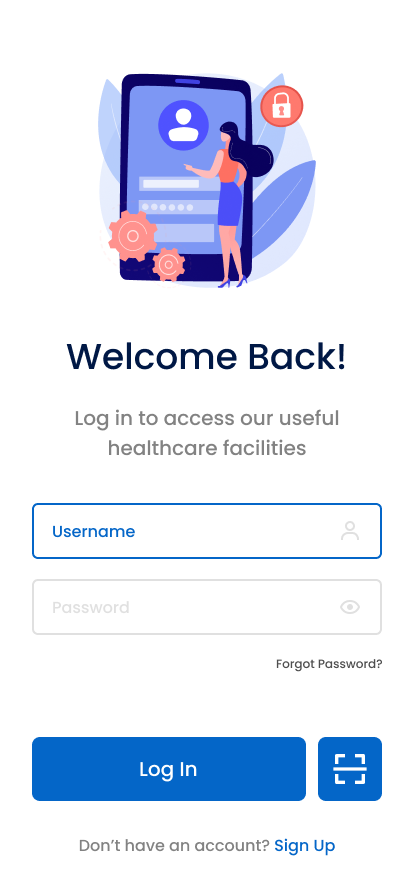 Welcome Back!
Log in to access our useful
healthcare facilities
Username
Password
Forgot Password?
Log In
Don’t have an account? Sign Up